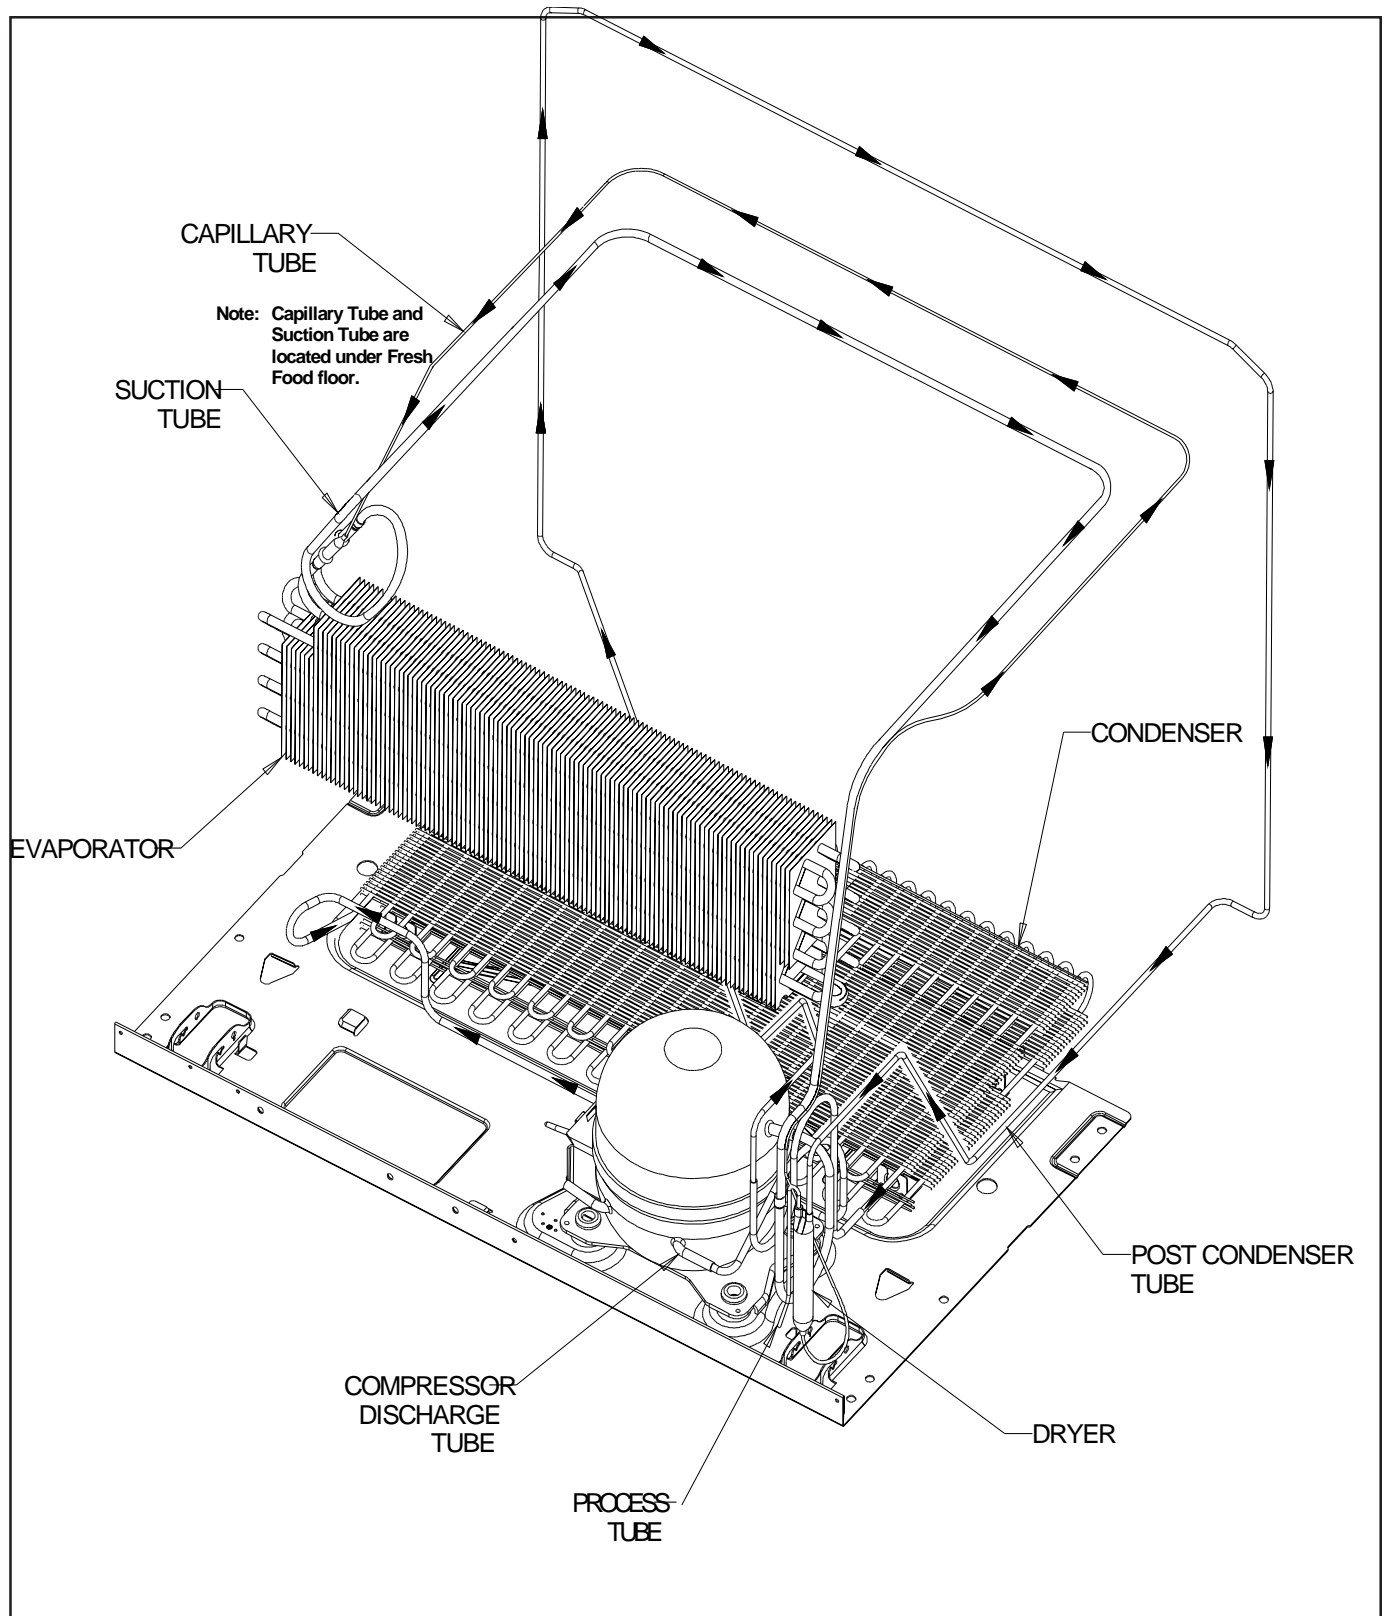 CAPILLARY
TUBE
Note: Capillary Tube and
Suction Tube are
located under Fresh
Food floor.
SUCTION
TUBE
CONDENSER
EVAPORATOR
POST CONDENSER
TUBE
COMPRESSOR
DISCHARGE
TUBE
DRYER
PROCESS
TUBE